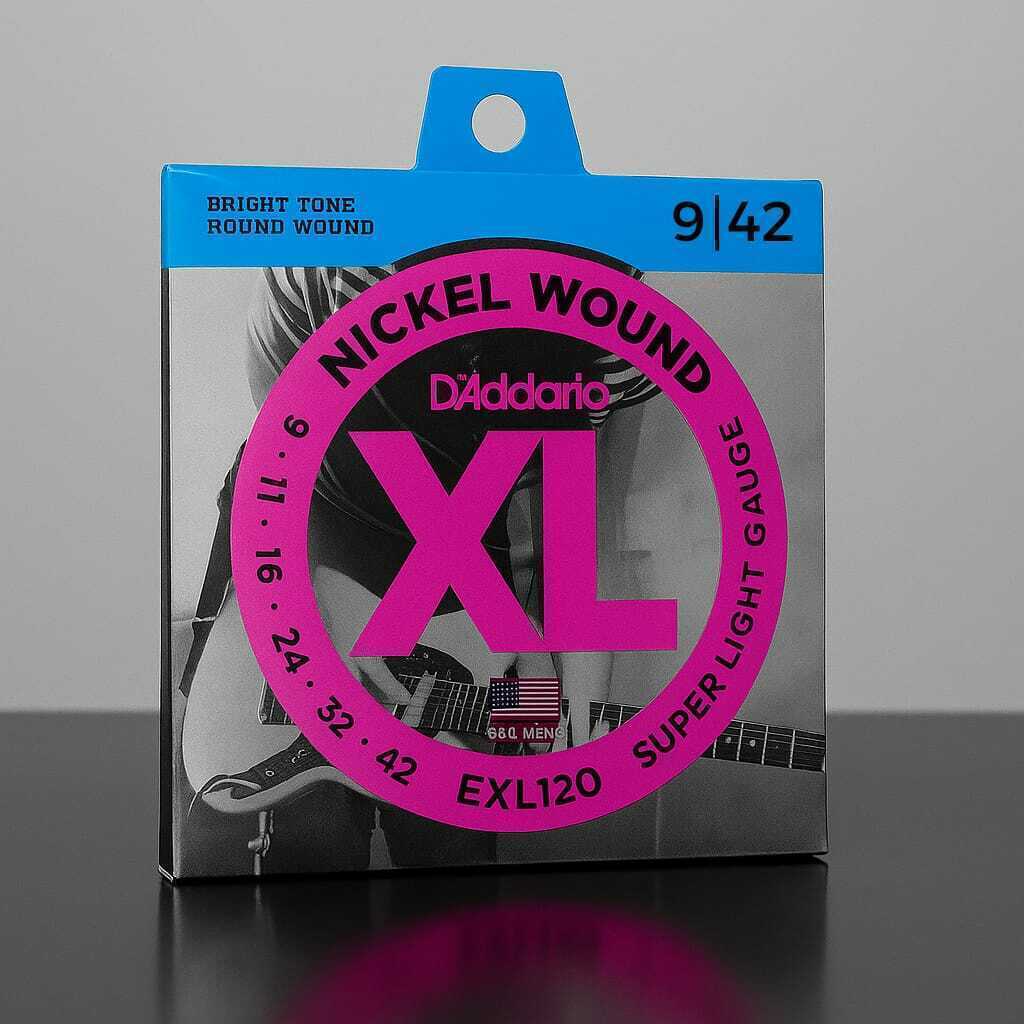 BRIGHT TONE
ROUND WOUND
9|42
NICKEL WOUND
D'Addario
™
XL
9 · 11 · 16 · 24 · 32 · 42
EXL120
SUPER LIGHT GAUGE